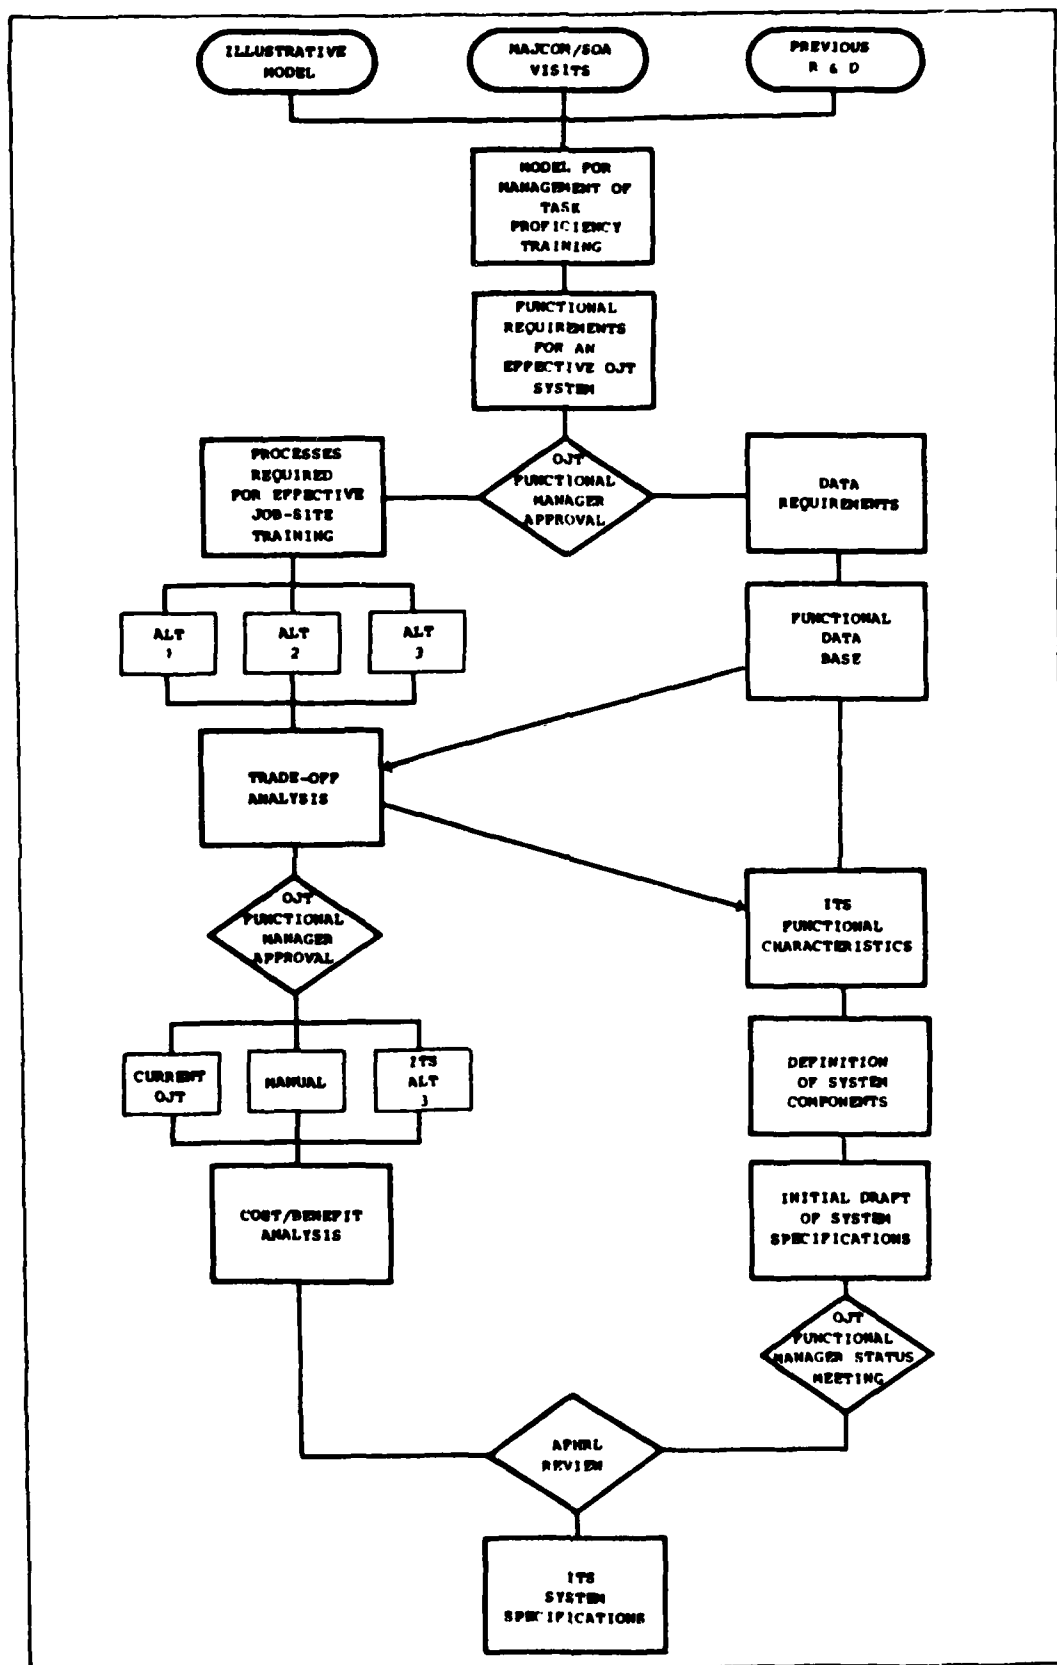 ILLUSTRATIVE
MODEL
MAJCOM/SOA
VISITS
PREVIOUS
R & D
MODEL FOR
MANAGEMENT OF
TASK
PROFICIENCY
TRAINING
FUNCTIONAL
REQUIREMENTS
FOR AN
EFFECTIVE OJT
SYSTEM
PROCESSES
REQUIRED
FOR EFFECTIVE
JOB-SITE
TRAINING
OJT
FUNCTIONAL
MANAGER
APPROVAL
DATA
REQUIREMENTS
ALT
1
ALT
2
ALT
3
FUNCTIONAL
DATA
BASE
TRADE-OFF
ANALYSIS
OJT
FUNCTIONAL
MANAGER
APPROVAL
ITS
FUNCTIONAL
CHARACTERISTICS
CURRENT
OJT
MANUAL
ITS
ALT
3
DEFINITION
OF SYSTEM
COMPONENTS
COST/BENEFIT
ANALYSIS
INITIAL DRAFT
OF SYSTEM
SPECIFICATIONS
OJT
FUNCTIONAL
MANAGER STATUS
MEETING
AFHRL
REVIEW
ITS
SYSTEM
SPECIFICATIONS